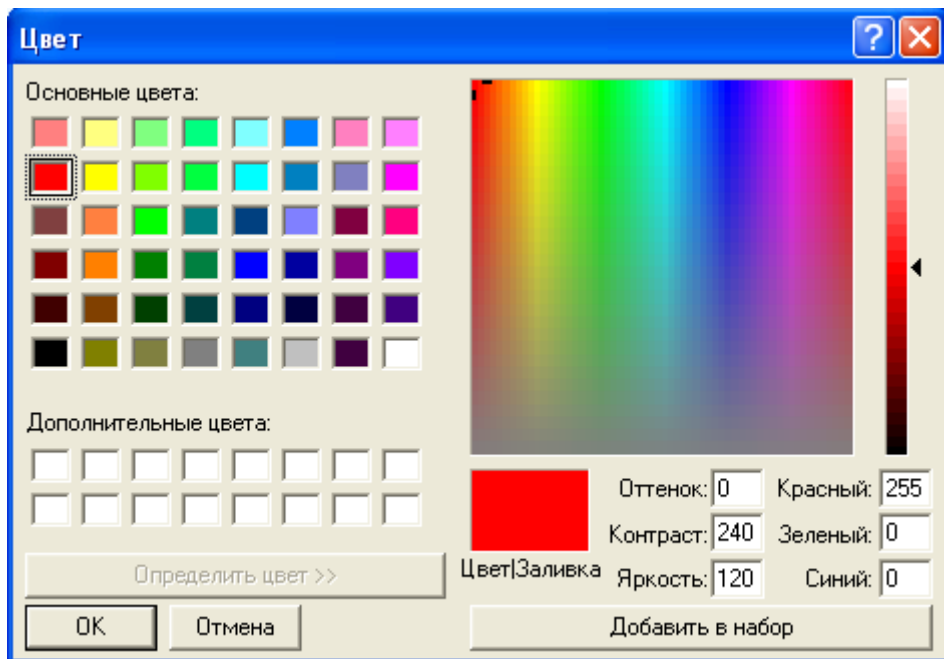 Цвет
Основные цвета:
Дополнительные цвета:
Определить цвет >>
OK
Отмена
Цвет|Заливка
Оттенок: 0
Контраст: 240
Яркость: 120
Красный: 255
Зеленый: 0
Синий: 0
Добавить в набор